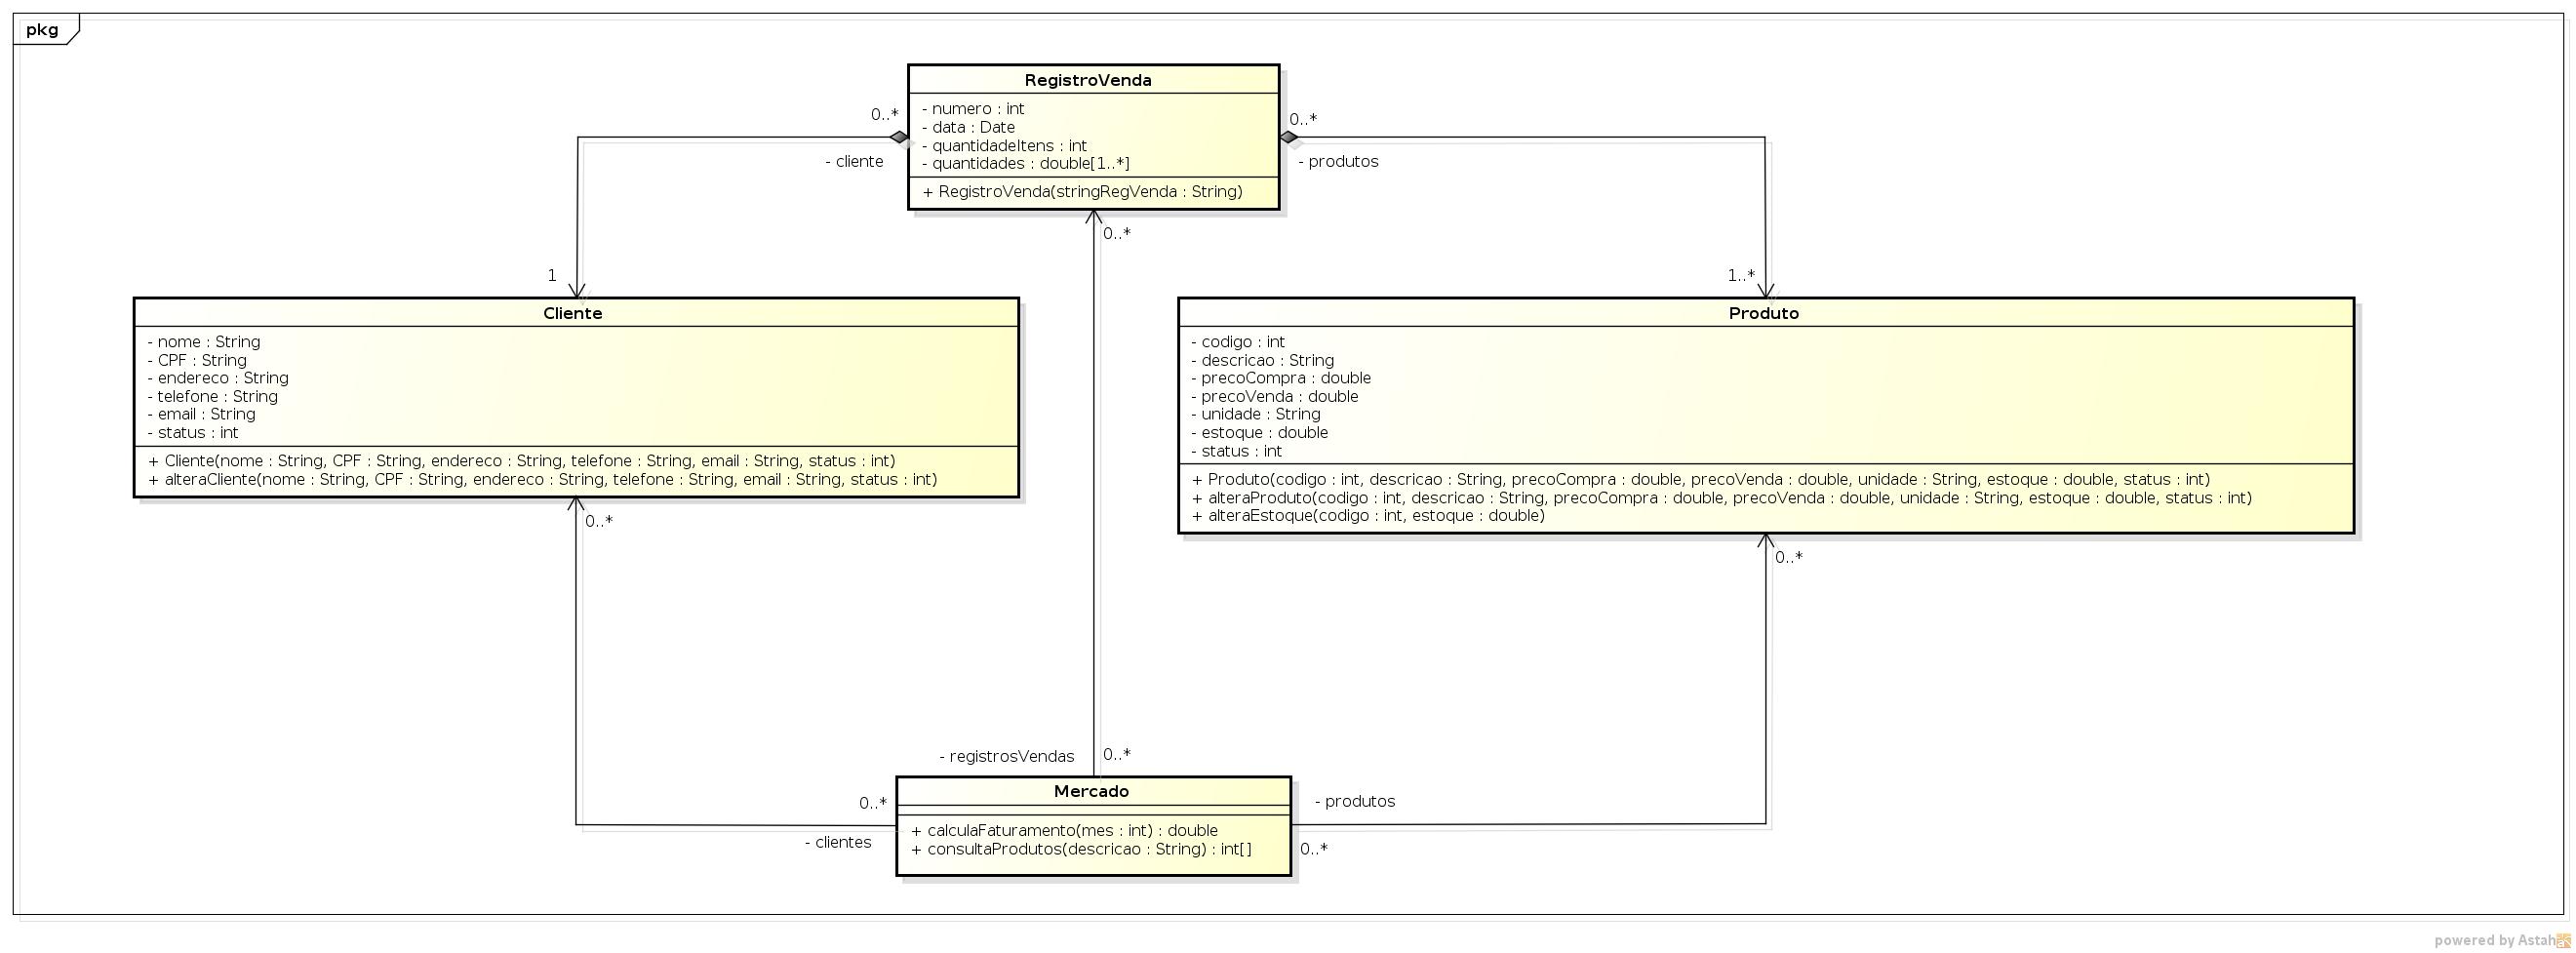 pkg
RegistroVenda
- numero : int
- data : Date
- quantidadeItens : int
- quantidades : double[1..*]
+ RegistroVenda(stringRegVenda : String)
0..*
- cliente
0..*
- produtos
0..*
1
1..*
Cliente
- nome : String
- CPF : String
- endereco : String
- telefone : String
- email : String
- status : int
+ Cliente(nome : String, CPF : String, endereco : String, telefone : String, email : String, status : int)
+ alteraCliente(nome : String, CPF : String, endereco : String, telefone : String, email : String, status : int)
0..*
Produto
- codigo : int
- descricao : String
- precoCompra : double
- precoVenda : double
- unidade : String
- estoque : double
- status : int
+ Produto(codigo : int, descricao : String, precoCompra : double, precoVenda : double, unidade : String, estoque : double, status : int)
+ alteraProduto(codigo : int, descricao : String, precoCompra : double, precoVenda : double, unidade : String, estoque : double, status : int)
+ alteraEstoque(codigo : int, estoque : double)
0..*
- registrosVendas
0..*
Mercado
+ calculaFaturamento(mes : int) : double
+ consultaProdutos(descricao : String) : int[]
0..*
- clientes
- produtos
0..*
powered by Astah